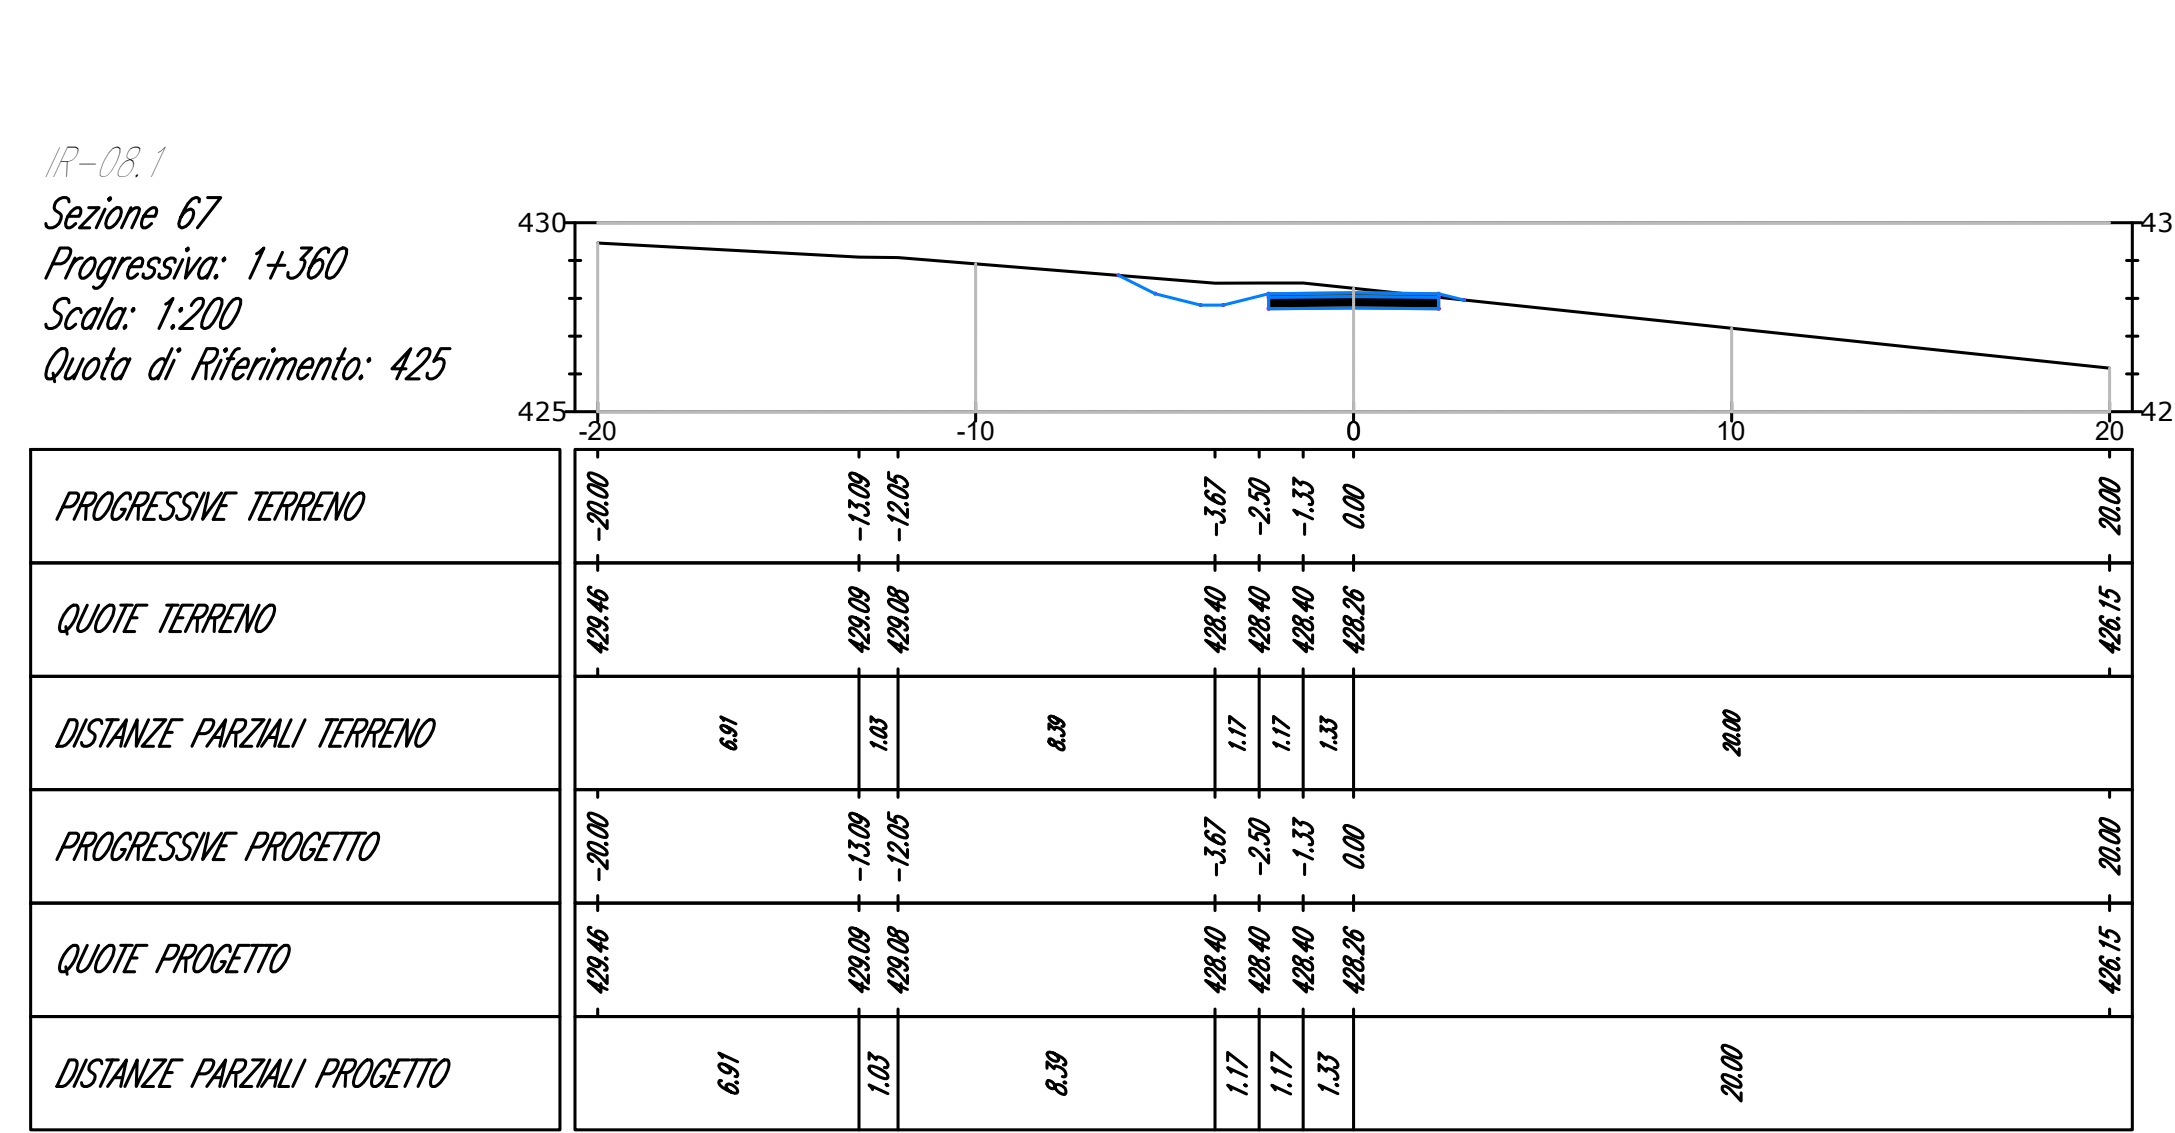 IR-08.1
Sezione 67
Progressiva: 1+360
Scala: 1:200
Quota di Riferimento: 425
430 43
425 42
-20 -10 0 10 20
PROGRESSIVE TERRENO -20.00 -13.09 -12.05 -3.67 -2.50 -1.33 0.00 20.00
QUOTE TERRENO 429.46 429.09 429.08 428.40 428.40 428.40 428.26 426.15
DISTANZE PARZIALI TERRENO 6.91 1.03 8.39 1.17 1.17 1.33 20.00
PROGRESSIVE PROGETTO -20.00 -13.09 -12.05 -3.67 -2.50 -1.33 0.00 20.00
QUOTE PROGETTO 429.46 429.09 429.08 428.40 428.40 428.40 428.26 426.15
DISTANZE PARZIALI PROGETTO 6.91 1.03 8.39 1.17 1.17 1.33 20.00